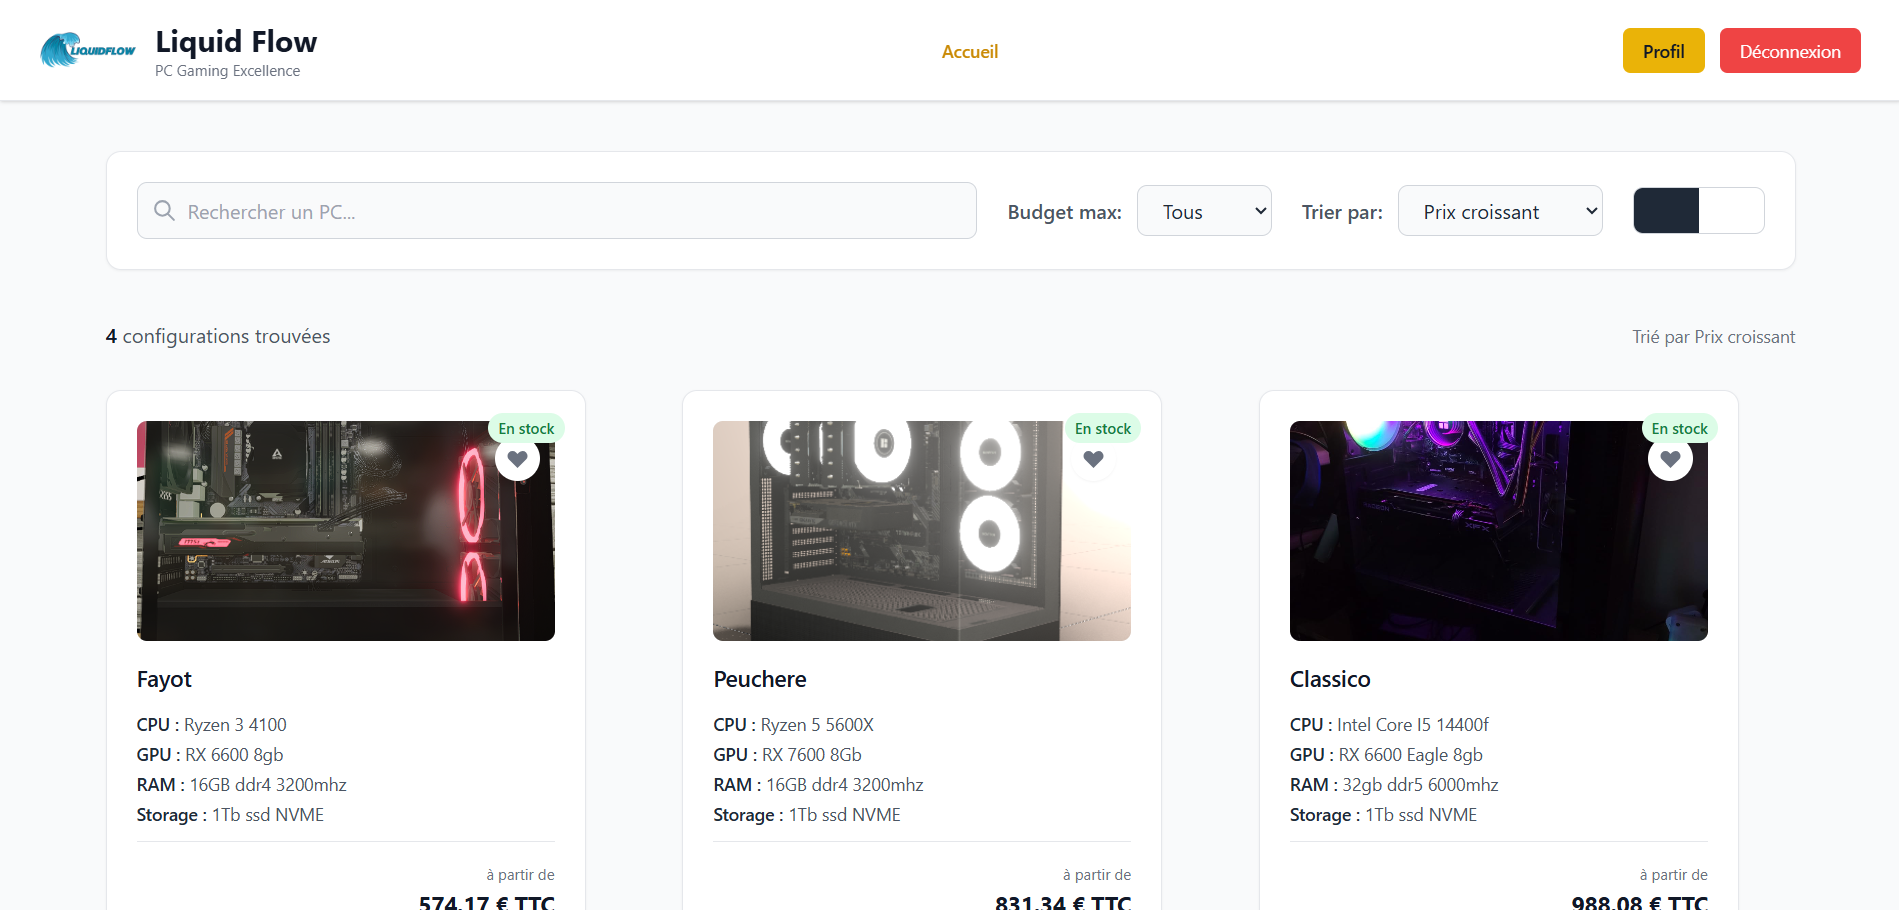 LIQUIDFLOW
Liquid Flow
PC Gaming Excellence
Accueil
Profil
Déconnexion
Rechercher un PC...
Budget max:
Tous
Trier par:
Prix croissant
4 configurations trouvées
Trié par Prix croissant
En stock
Fayot
CPU : Ryzen 3 4100
GPU : RX 6600 8gb
RAM : 16GB ddr4 3200mhz
Storage : 1Tb ssd NVME
à partir de
574.17 € TTC
En stock
Peuchere
CPU : Ryzen 5 5600X
GPU : RX 7600 8Gb
RAM : 16GB ddr4 3200mhz
Storage : 1Tb ssd NVME
à partir de
831.34 € TTC
En stock
Classico
CPU : Intel Core I5 14400f
GPU : RX 6600 Eagle 8gb
RAM : 32gb ddr5 6000mhz
Storage : 1Tb ssd NVME
à partir de
988.08 € TTC